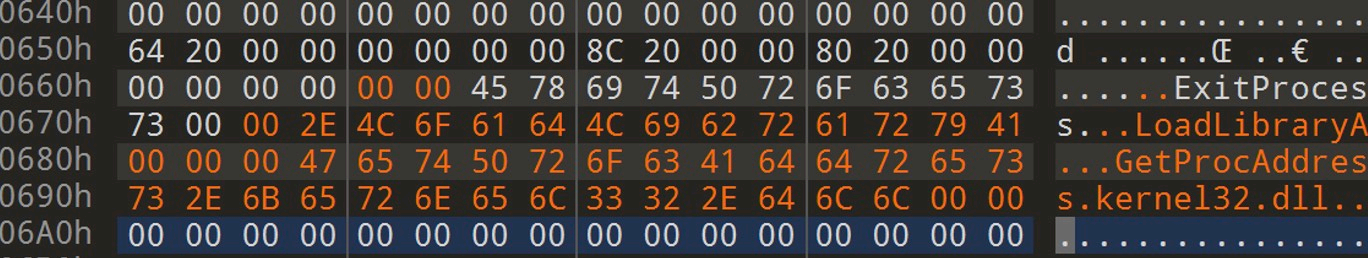 0640h 00 00 00 00 00 00 00 00 00 00 00 00 00 00 00 00 ................
0650h 64 20 00 00 00 00 00 00 8C 20 00 00 80 20 00 00 d ......Œ ..€ ..
0660h 00 00 00 00 00 00 45 78 69 74 50 72 6F 63 65 73 ......ExitProces
0670h 73 00 00 2E 4C 6F 61 64 4C 69 62 72 61 72 79 41 s...LoadLibraryA
0680h 00 00 00 47 65 74 50 72 6F 63 41 64 64 72 65 73 ...GetProcAddres
0690h 73 2E 6B 65 72 6E 65 6C 33 32 2E 64 6C 6C 00 00 s.kernel32.dll..
06A0h 00 00 00 00 00 00 00 00 00 00 00 00 00 00 00 00 ................